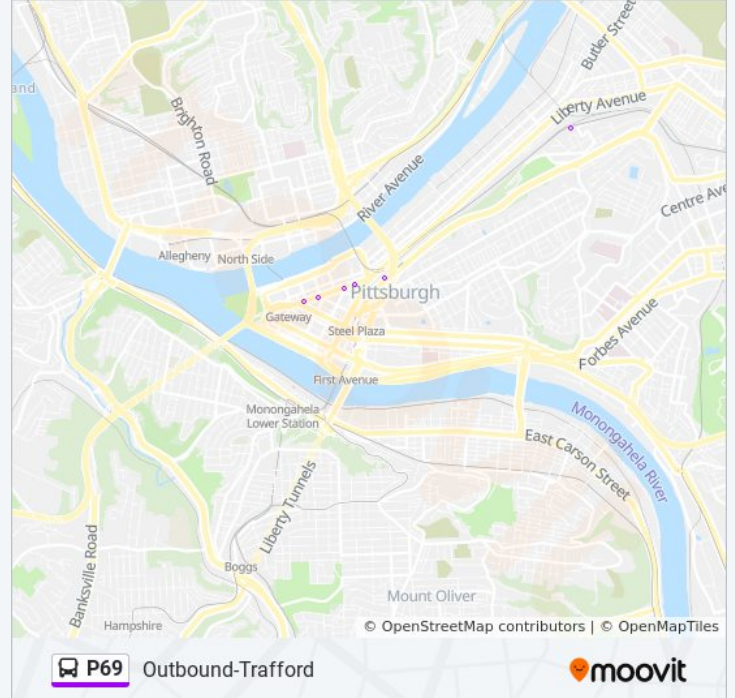 Butler Street
and
Liberty Avenue
Brighton Road
River Avenue
Centre Ave
Allegheny
North Side
Pittsburgh
Gateway
Steel Plaza
Forbes Avenue
First Avenue
Monongahela
Lower Station
Monongahela River
East Carson Street
Liberty Tunnels
Banksville Road
Boggs
Mount Oliver
Hampshire
© OpenStreetMap contributors | © OpenMapTiles
P69 Outbound-Trafford
moovit